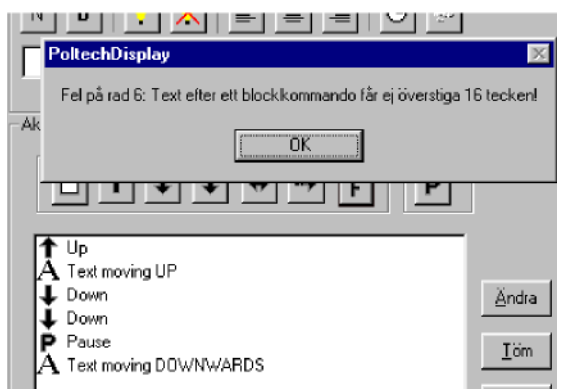 PoltechDisplay
Fel på rad 6: Text efter ett blockkommando får ej överstiga 16 tecken!
OK
Ak
F P
Up
A Text moving UP
Down
Down
P Pause
A Text moving DOWNWARDS
Ändra
Töm